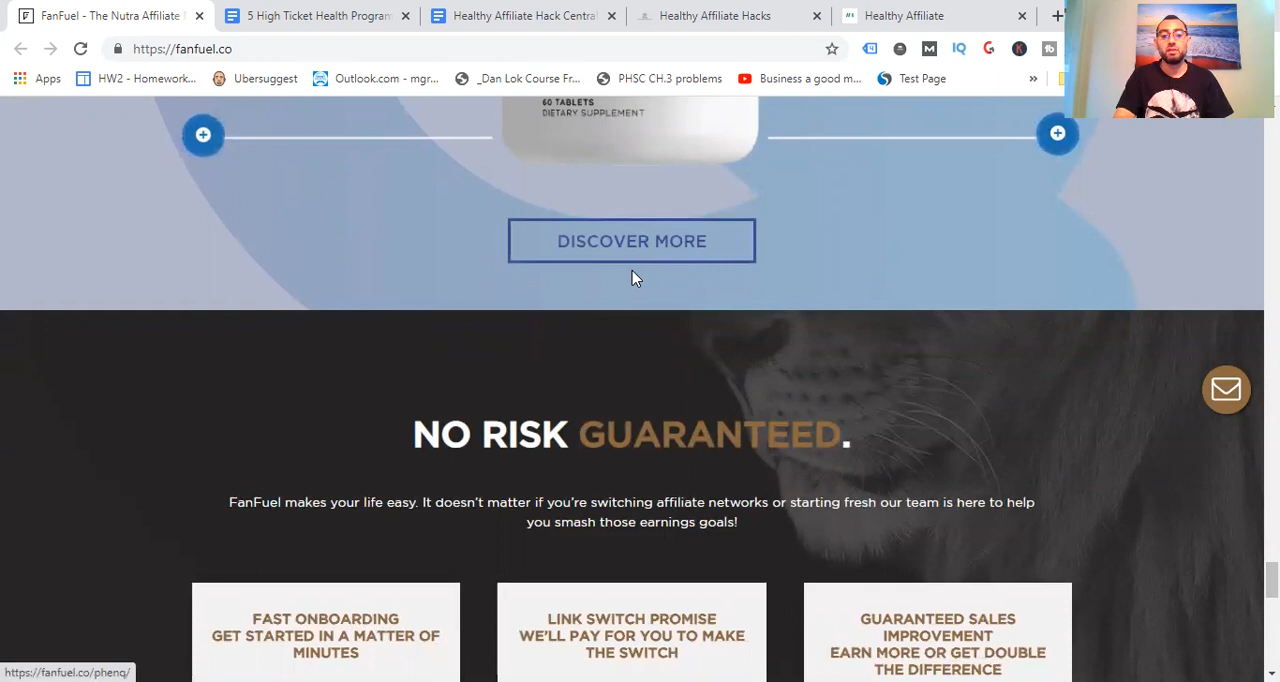 FanFuel - The Nutra Affiliate
5 High Ticket Health Program
Healthy Affiliate Hack Central
Healthy Affiliate Hacks
Healthy Affiliate
https://fanfuel.co
M
IQ
G
K
Apps
HW2 - Homework...
Ubersuggest
Outlook.com - mgr...
_Dan Lok Course Fr...
PHSC CH.3 problems
Business a good m...
Test Page
»
60 TABLETS
DIETARY SUPPLEMENT
DISCOVER MORE
NO RISK GUARANTEED.
FanFuel makes your life easy. It doesn't matter if you're switching affiliate networks or starting fresh our team is here to help
you smash those earnings goals!
FAST ONBOARDING
GET STARTED IN A MATTER OF
MINUTES
LINK SWITCH PROMISE
WE'LL PAY FOR YOU TO MAKE
THE SWITCH
GUARANTEED SALES
IMPROVEMENT
EARN MORE OR GET DOUBLE
THE DIFFERENCE
https://fanfuel.co/phenq/